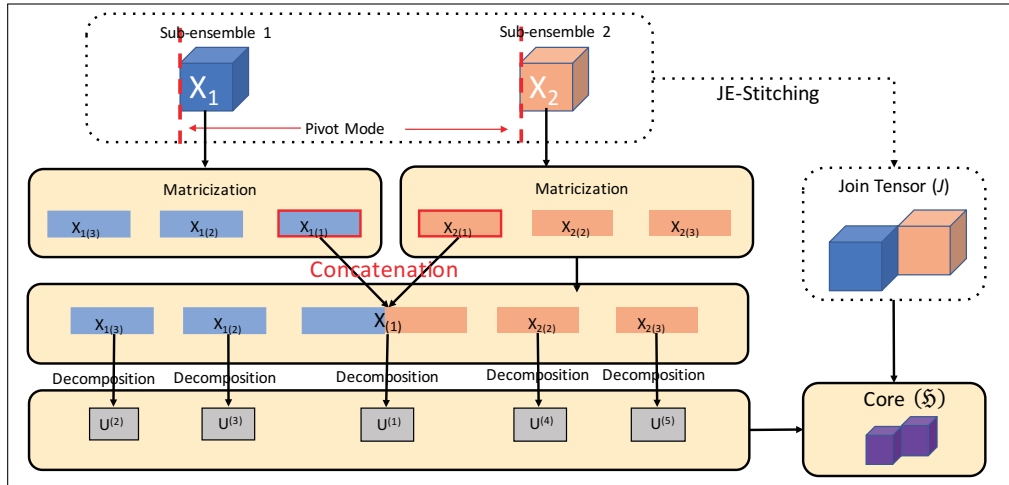 Sub-ensemble 1
Sub-ensemble 2
X1
X2
JE-Stitching
Pivot Mode
Matricization
Matricization
Join Tensor (J)
X1(3)
X1(2)
X1(1)
X2(1)
X2(2)
X2(3)
Concatenation
X1(3)
X1(2)
X(1)
X2(2)
X2(3)
Decomposition
Decomposition
Decomposition
Decomposition
Decomposition
Core (ℌ)
U(2)
U(3)
U(1)
U(4)
U(5)